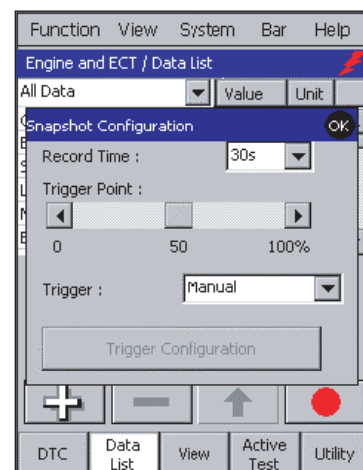 Function View System Bar Help
Engine and ECT / Data List
All Data Value Unit
Snapshot Configuration OK
Record Time : 30s
Trigger Point :
0 50 100%
Trigger : Manual
Trigger Configuration
DTC Data List View Active Test Utility